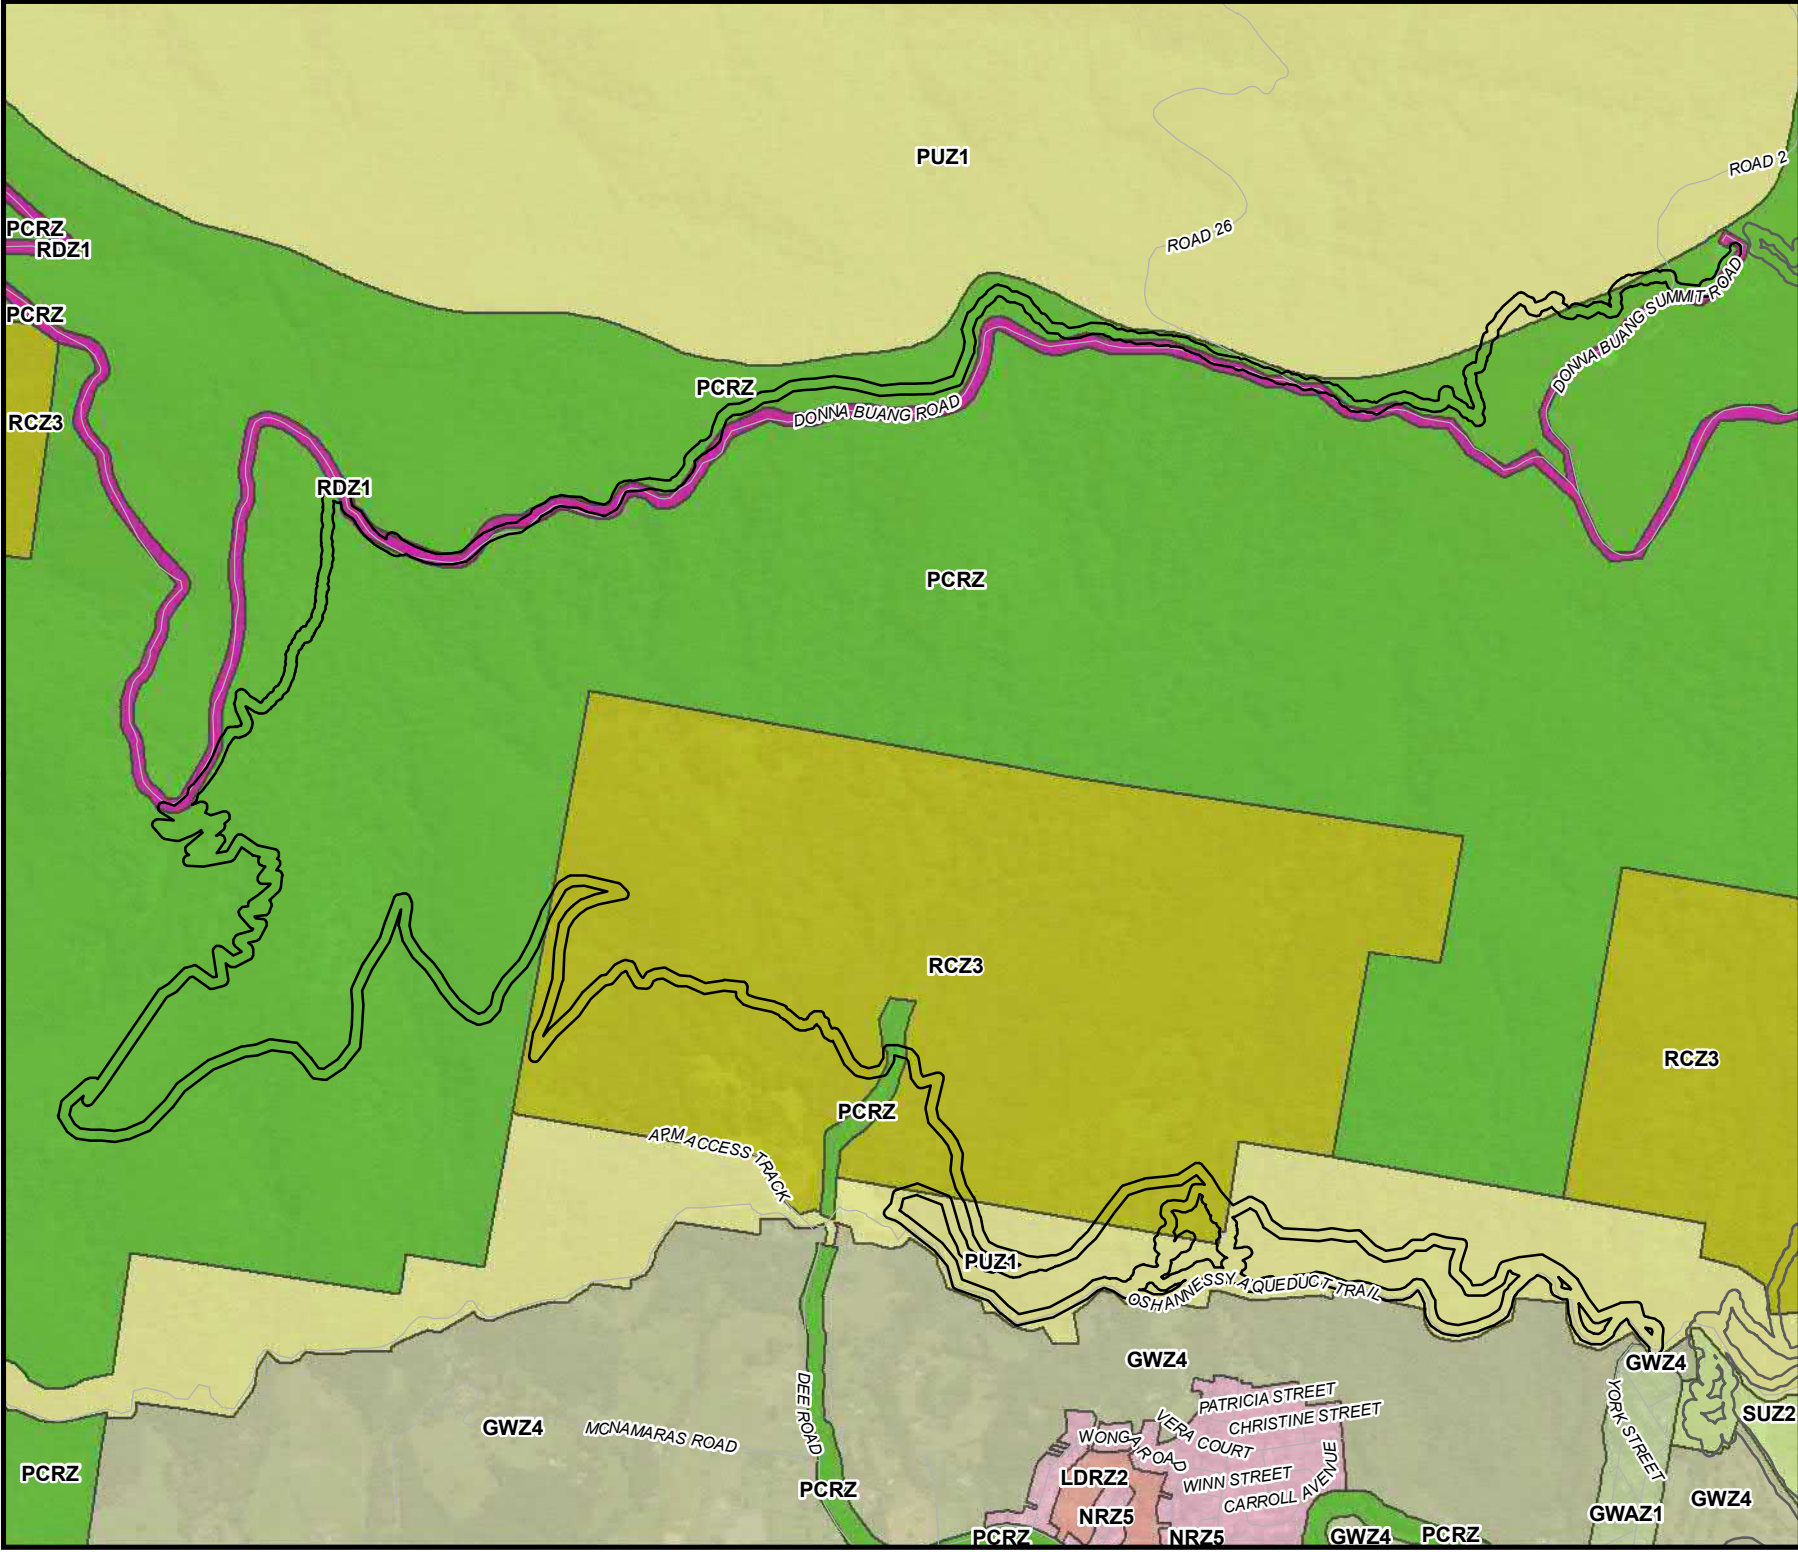 PUZ1
ROAD 2
PCRZ
RDZ1
ROAD 26
PCRZ
DONNA BUANG SUMMIT ROAD
PCRZ
DONNA BUANG ROAD
RCZ3
RDZ1
PCRZ
RCZ3
RCZ3
PCRZ
APM ACCESS TRACK
PUZ1
OSHANNESSY AQUEDUCT TRAIL
GWZ4
GWZ4
PATRICIA STREET
CHRISTINE STREET
VERA COURT
WONGA ROAD
WINN STREET
CARROLL AVENUE
DEE ROAD
YORK STREET
SUZ2
GWZ4
MCNAMARAS ROAD
PCRZ
LDRZ2
PCRZ
GWZ4
NRZ5
GWAZ1
PCRZ
NRZ5
GWZ4
PCRZ